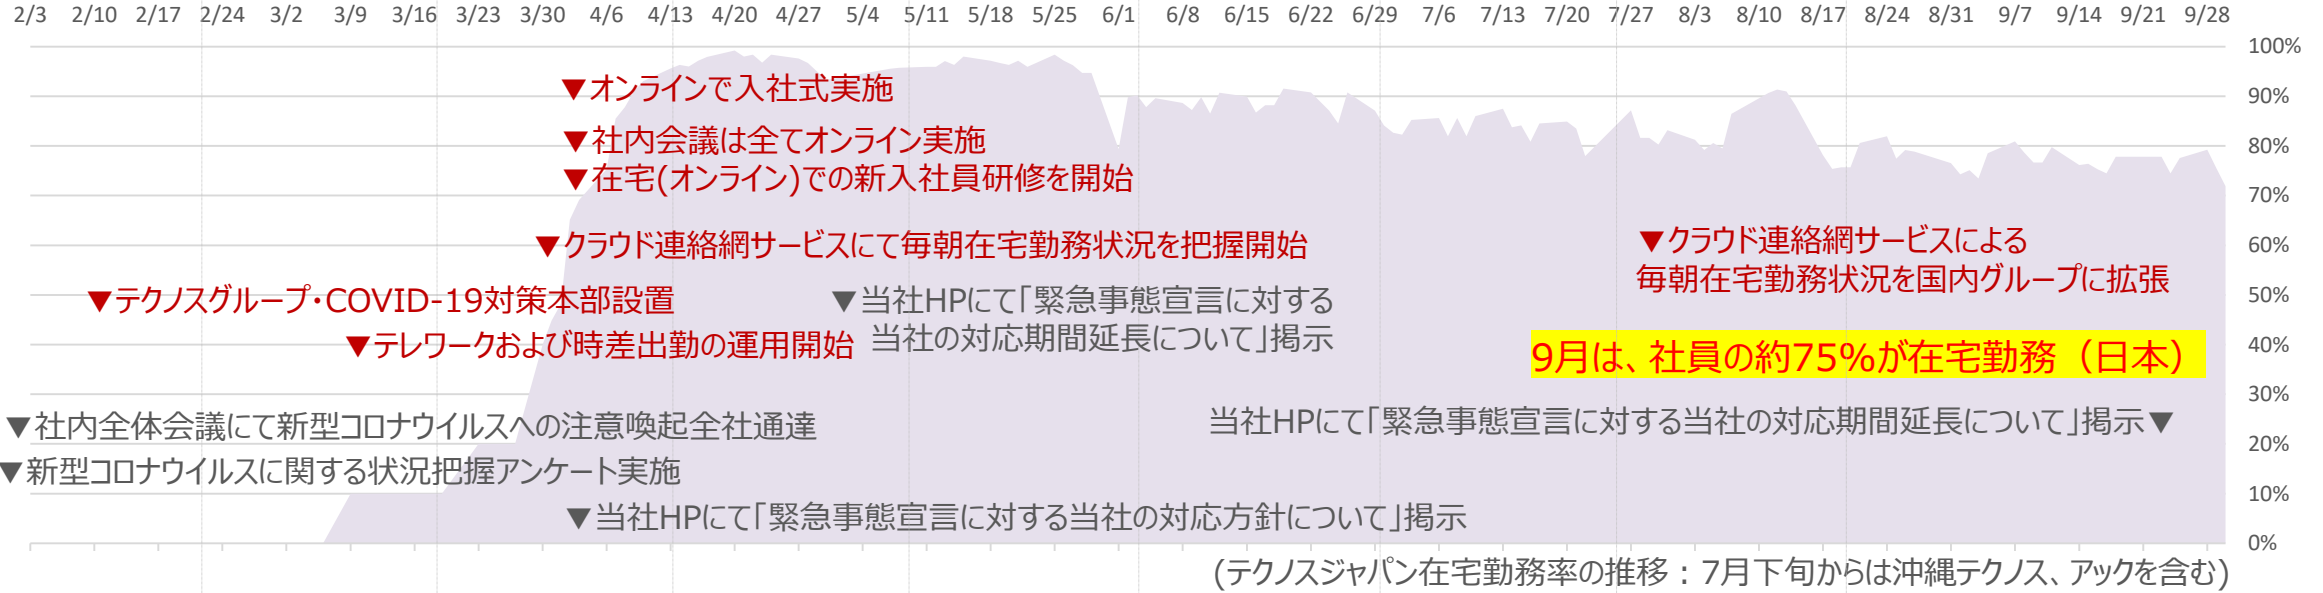 2/3 2/10 2/17 2/24 3/2 3/9 3/16 3/23 3/30 4/6 4/13 4/20 4/27 5/4 5/11 5/18 5/25 6/1 6/8 6/15 6/22 6/29 7/6 7/13 7/20 7/27 8/3 8/10 8/17 8/24 8/31 9/7 9/14 9/21 9/28
100%
▼オンラインで入社式実施
90%
▼社内会議は全てオンライン実施
80%
▼在宅(オンライン)での新入社員研修を開始
70%
▼クラウド連絡網サービスにて毎朝在宅勤務状況を把握開始
▼クラウド連絡網サービスによる
毎朝在宅勤務状況を国内グループに拡張
60%
▼テクノスグループ・COVID-19対策本部設置
▼当社HPにて「緊急事態宣言に対する
当社の対応期間延長について」掲示
50%
▼テレワークおよび時差出勤の運用開始
9月は、社員の約75%が在宅勤務（日本）
40%
30%
▼社内全体会議にて新型コロナウイルスへの注意喚起全社通達
当社HPにて「緊急事態宣言に対する当社の対応期間延長について」掲示▼
20%
▼新型コロナウイルスに関する状況把握アンケート実施
10%
▼当社HPにて「緊急事態宣言に対する当社の対応方針について」掲示
0%
(テクノスジャパン在宅勤務率の推移：7月下旬からは沖縄テクノス、アックを含む)